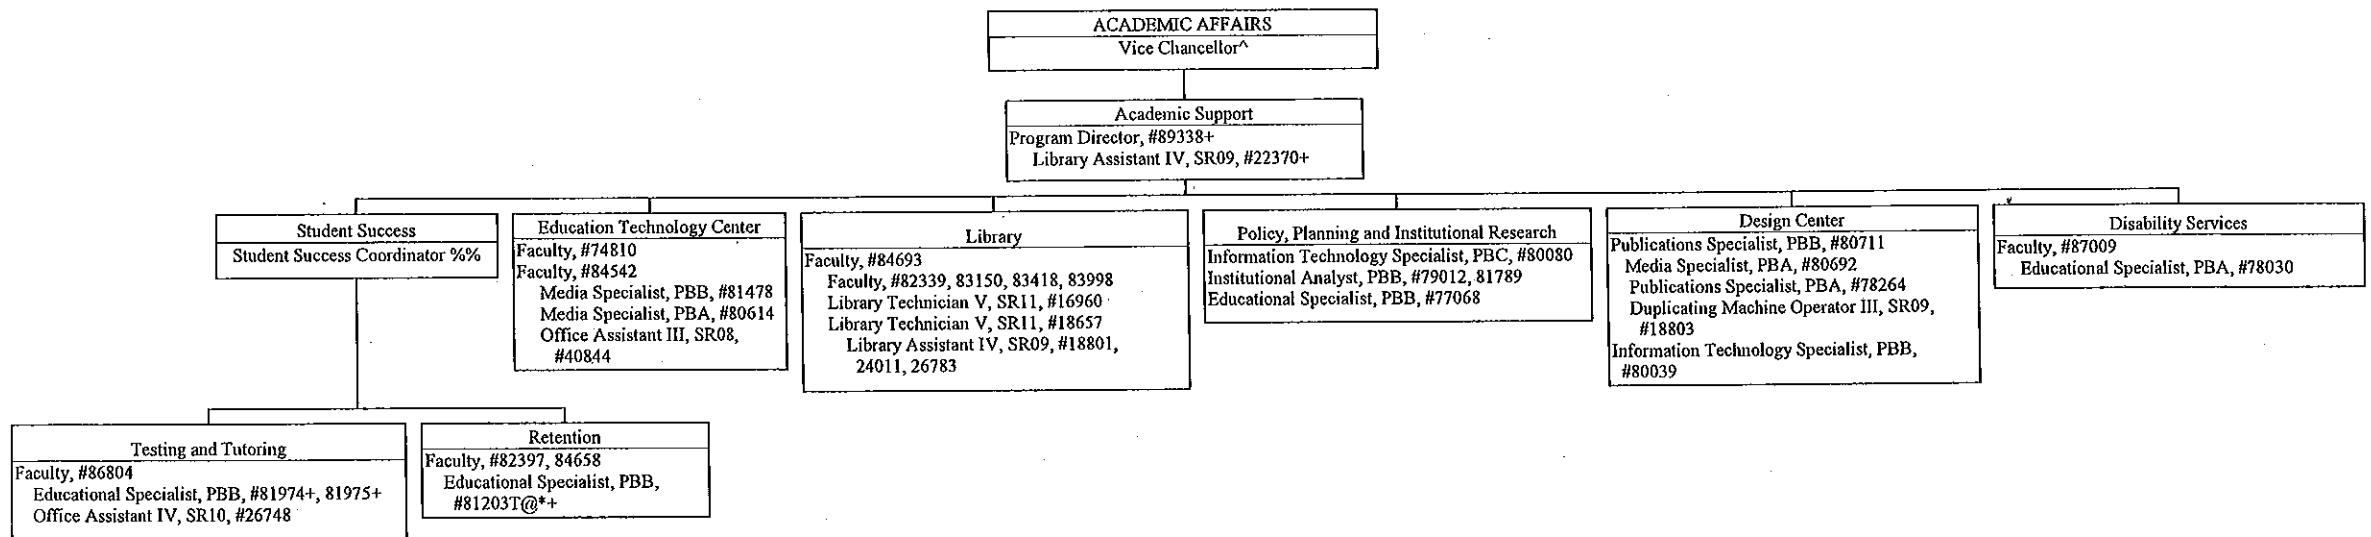 ACADEMIC AFFAIRS
Vice Chancellor^
Academic Support
Program Director, #89338+
Library Assistant IV, SR09, #22370+
Student Success
Student Success Coordinator %%
Education Technology Center
Faculty, #74810
Faculty, #84542
Media Specialist, PBB, #81478
Media Specialist, PBA, #80614
Office Assistant III, SR08,
#40844
Library
Faculty, #84693
Faculty, #82339, 83150, 83418, 83998
Library Technician V, SR11, #16960
Library Technician V, SR11, #18657
Library Assistant IV, SR09, #18801,
24011, 26783
Policy, Planning and Institutional Research
Information Technology Specialist, PBC, #80080
Institutional Analyst, PBB, #79012, 81789
Educational Specialist, PBB, #77068
Design Center
Publications Specialist, PBB, #80711
Media Specialist, PBA, #80692
Publications Specialist, PBA, #78264
Duplicating Machine Operator III, SR09,
#18803
Information Technology Specialist, PBB,
#80039
Disability Services
Faculty, #87009
Educational Specialist, PBA, #78030
Testing and Tutoring
Faculty, #86804
Educational Specialist, PBB, #81974+, 81975+
Office Assistant IV, SR10, #26748
Retention
Faculty, #82397, 84658
Educational Specialist, PBB,
#81203T@*+